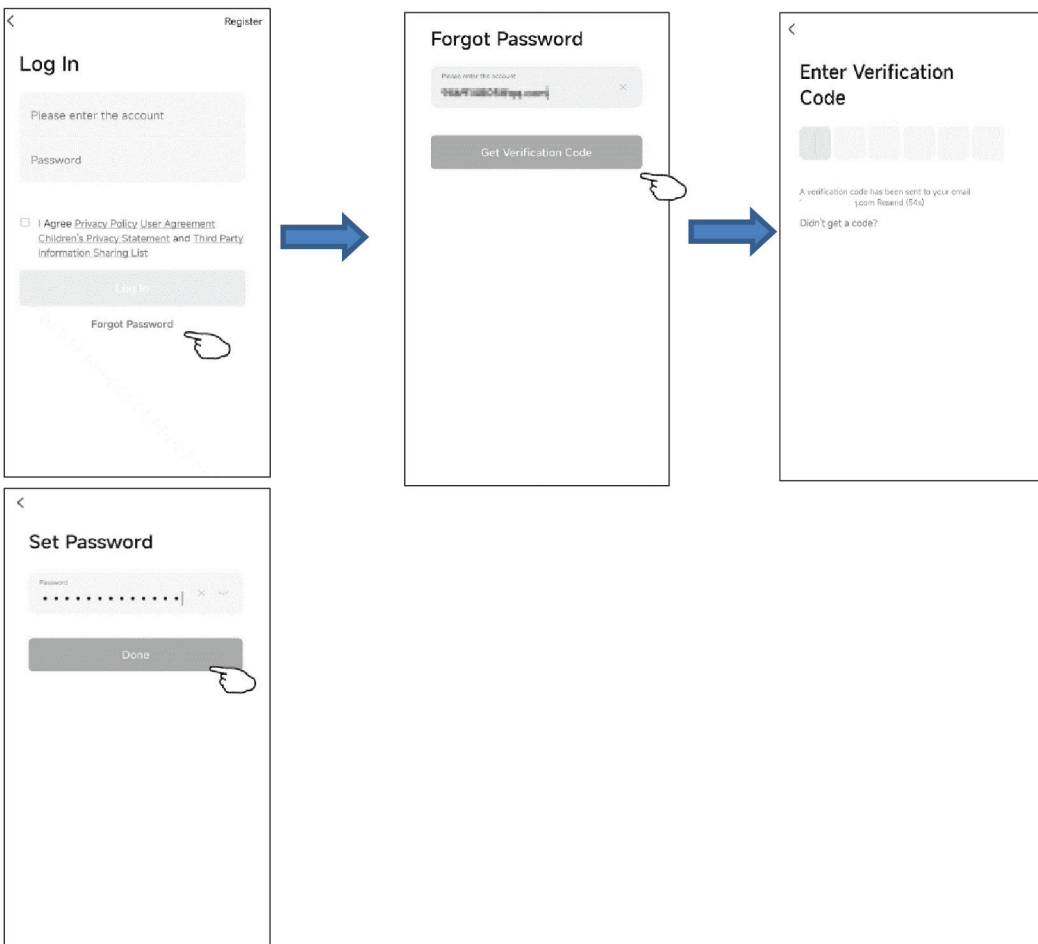 Register
Log In
Please enter the account
Password
I Agree Privacy Policy User Agreement
Children's Privacy Statement and Third Party
Information Sharing List
Log In
Forgot Password
Forgot Password
Please enter the account
Get Verification Code
Enter Verification
Code
A verification code has been sent to your email
Resend (54s)
Didn't get a code?
Set Password
Password
Done